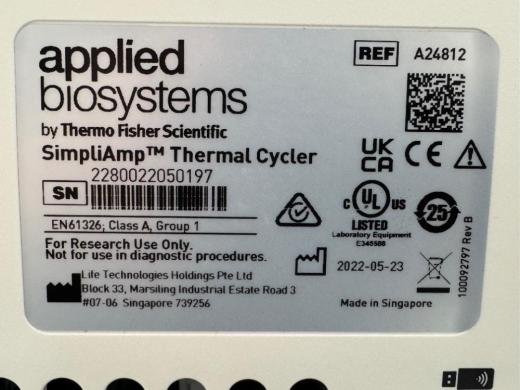 applied
biosystems
by Thermo Fisher Scientific
SimpliAmp™ Thermal Cycler
REF A24812
UK
CA CE
SN 2280022050197
EN61326; Class A, Group 1
For Research Use Only.
Not for use in diagnostic procedures.
Life Technologies Holdings Pte Ltd
Block 33, Marsiling Industrial Estate Road 3
#07-06 Singapore 739256
C UL US
LISTED
Laboratory Equipment
E345588
25
2022-05-23
Made in Singapore
100092797 Rev B